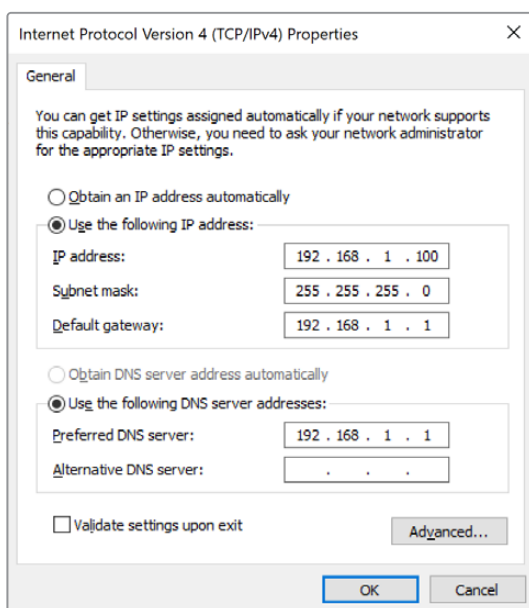 Internet Protocol Version 4 (TCP/IPv4) Properties
General
You can get IP settings assigned automatically if your network supports
this capability. Otherwise, you need to ask your network administrator
for the appropriate IP settings.
Obtain an IP address automatically
Use the following IP address:
IP address: 192 . 168 . 1 . 100
Subnet mask: 255 . 255 . 255 . 0
Default gateway: 192 . 168 . 1 . 1
Obtain DNS server address automatically
Use the following DNS server addresses:
Preferred DNS server: 192 . 168 . 1 . 1
Alternative DNS server: . . .
Validate settings upon exit
Advanced...
OK Cancel